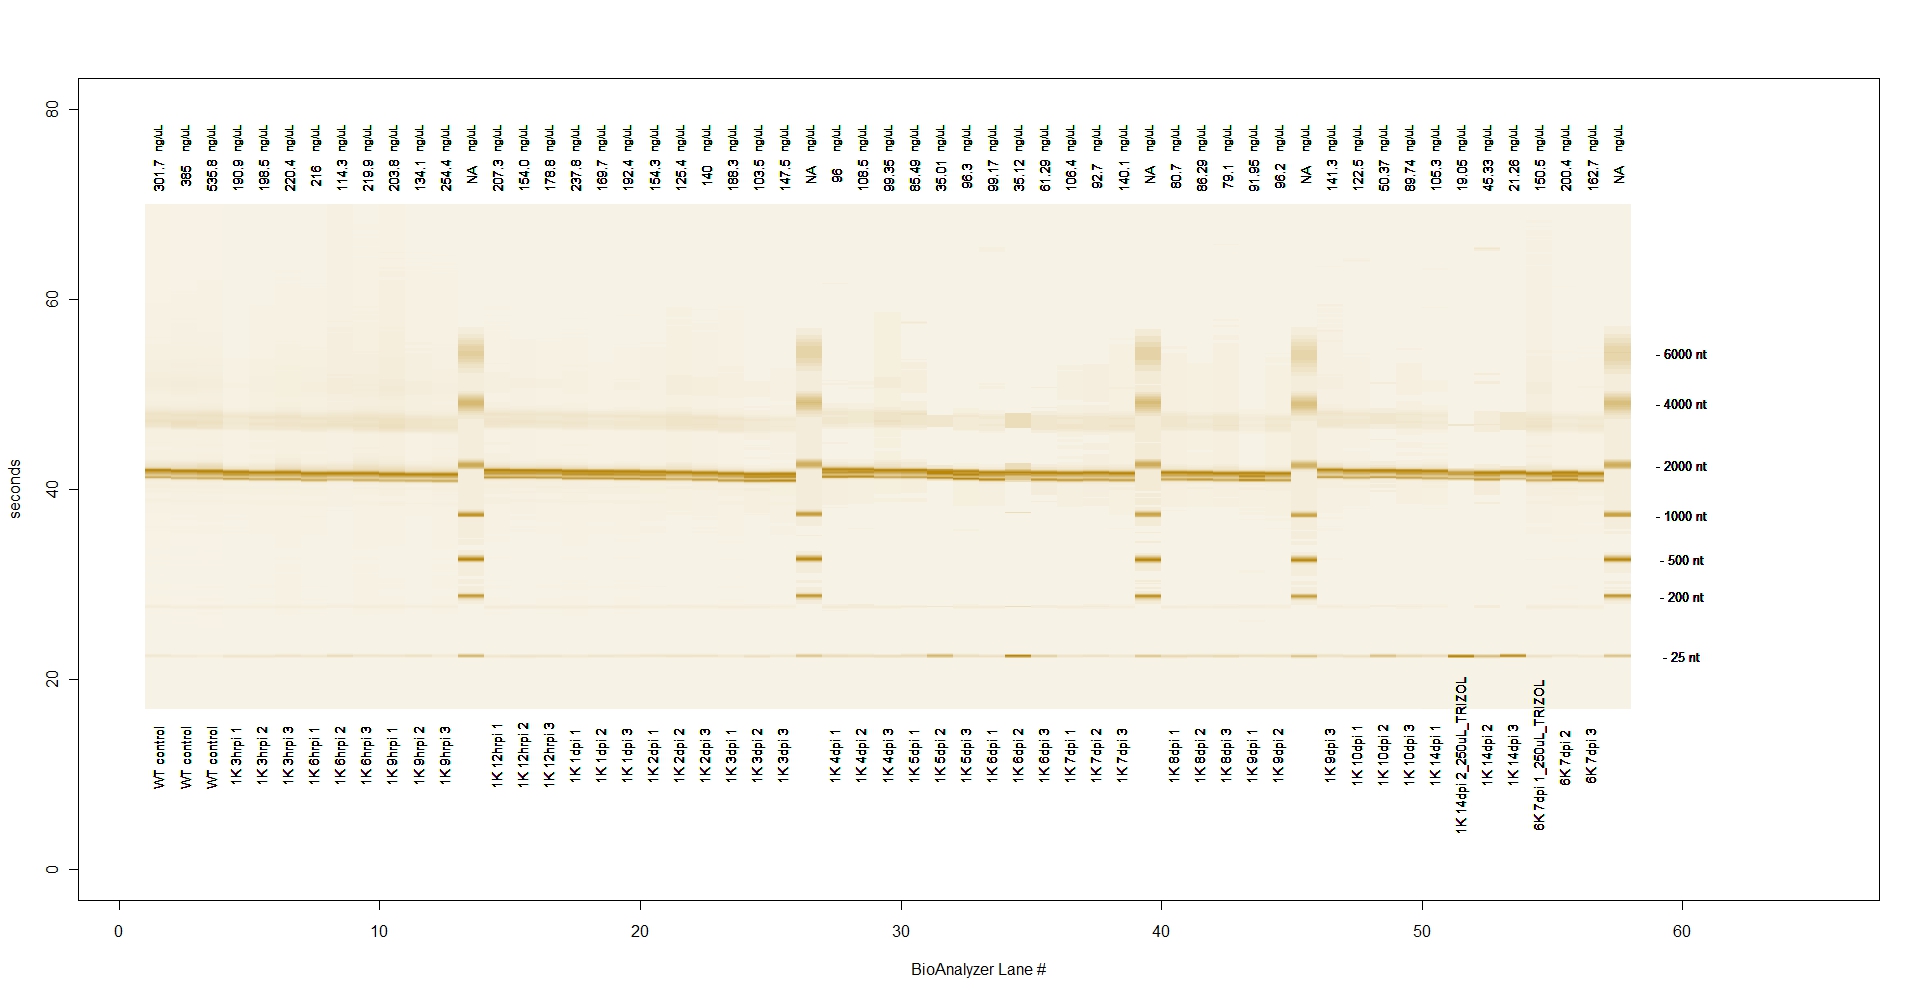 301.7 ng/uL
385 ng/uL
535.8 ng/uL
190.9 ng/uL
198.5 ng/uL
220.4 ng/uL
216 ng/uL
114.3 ng/uL
219.9 ng/uL
203.8 ng/uL
134.1 ng/uL
254.4 ng/uL
NA ng/uL
207.3 ng/uL
154.0 ng/uL
178.8 ng/uL
237.8 ng/uL
169.7 ng/uL
192.4 ng/uL
154.3 ng/uL
125.4 ng/uL
140 ng/uL
188.3 ng/uL
103.5 ng/uL
147.5 ng/uL
NA ng/uL
96 ng/uL
108.5 ng/uL
99.35 ng/uL
85.49 ng/uL
35.01 ng/uL
96.3 ng/uL
99.17 ng/uL
35.12 ng/uL
61.29 ng/uL
106.4 ng/uL
92.7 ng/uL
140.1 ng/uL
NA ng/uL
80.7 ng/uL
86.29 ng/uL
79.1 ng/uL
91.95 ng/uL
96.2 ng/uL
NA ng/uL
141.3 ng/uL
122.5 ng/uL
50.37 ng/uL
89.74 ng/uL
105.3 ng/uL
19.05 ng/uL
45.33 ng/uL
21.26 ng/uL
150.5 ng/uL
200.4 ng/uL
162.7 ng/uL
NA ng/uL
80
60
40
20
0
seconds
- 6000 nt
- 4000 nt
- 2000 nt
- 1000 nt
- 500 nt
- 200 nt
- 25 nt
WT control
WT control
WT control
1K 3hrpi 1
1K 3hrpi 2
1K 3hrpi 3
1K 6hrpi 1
1K 6hrpi 2
1K 6hrpi 3
1K 9hrpi 1
1K 9hrpi 2
1K 9hrpi 3
1K 12hrpi 1
1K 12hrpi 2
1K 12hrpi 3
1K 1dpi 1
1K 1dpi 2
1K 1dpi 3
1K 2dpi 1
1K 2dpi 2
1K 2dpi 3
1K 3dpi 1
1K 3dpi 2
1K 3dpi 3
1K 4dpi 1
1K 4dpi 2
1K 4dpi 3
1K 5dpi 1
1K 5dpi 2
1K 5dpi 3
1K 6dpi 1
1K 6dpi 2
1K 6dpi 3
1K 7dpi 1
1K 7dpi 2
1K 7dpi 3
1K 8dpi 1
1K 8dpi 2
1K 8dpi 3
1K 9dpi 1
1K 9dpi 2
1K 9dpi 3
1K 10dpi 1
1K 10dpi 2
1K 10dpi 3
1K 14dpi 1
1K 14dpi 2_250uL_TRIZOL
1K 14dpi 2
1K 14dpi 3
6K 7dpi 1_250uL_TRIZOL
6K 7dpi 2
6K 7dpi 3
0 10 20 30 40 50 60
BioAnalyzer Lane #